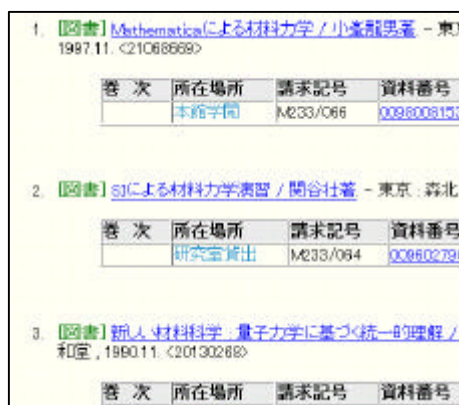 1. [図書] Mathematicaによる材料力学 / 小峯龍男著 - 東
1997.11. <21068669>
巻 次 所在場所 請求記号 資料番号
本館学開 M233/066
2. [図書] SIによる材料力学演習 / 関谷壮著 - 東京 : 森北
巻 次 所在場所 請求記号 資料番号
研究室貸出 M233/064
3. [図書] 新しい材料科学 : 量子力学に基づく統一的理解 /
和堂 , 1990.11. <20130268>
巻 次 所在場所 請求記号 資料番号